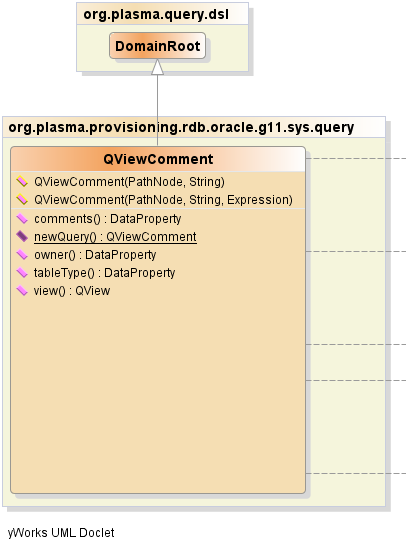 org.plasma.query.dsl
DomainRoot
org.plasma.provisioning.rdb.oracle.g11.sys.query
QViewComment
QViewComment(PathNode, String)
QViewComment(PathNode, String, Expression)
comments() : DataProperty
newQuery() : QViewComment
owner() : DataProperty
tableType() : DataProperty
view() : QView
yWorks UML Doclet